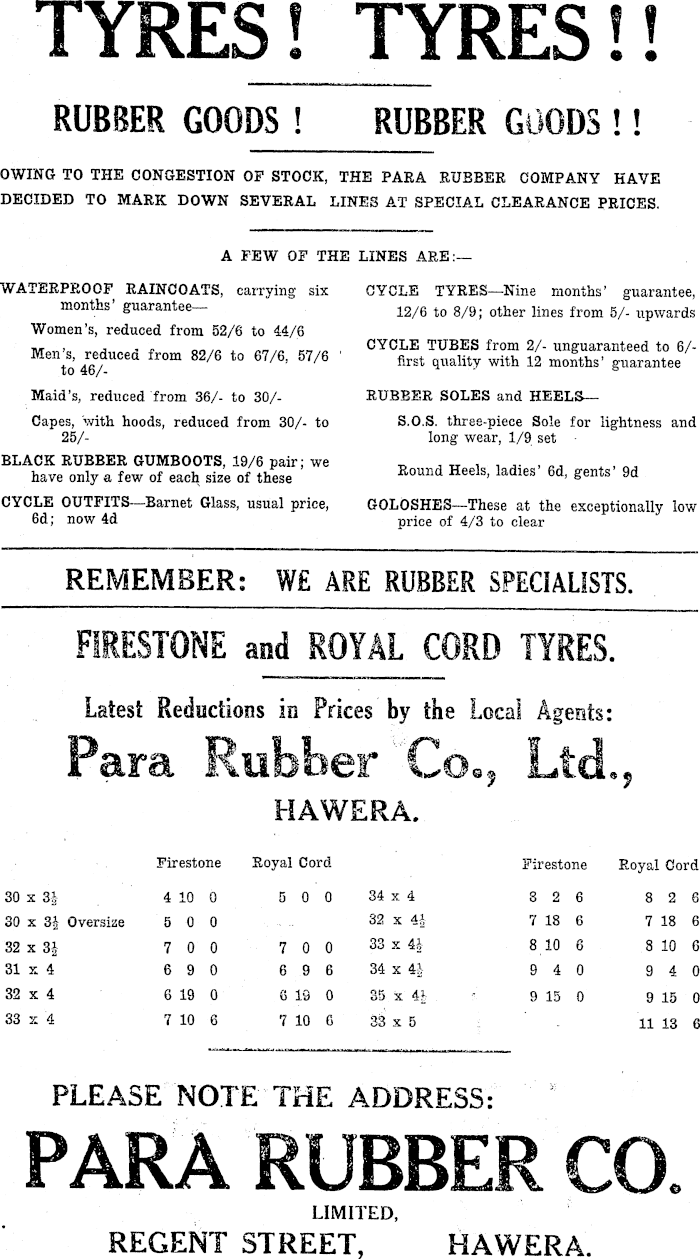 TYRES! TYRES!!
RUBBER GOODS! RUBBER GOODS!!
OWING TO THE CONGESTION OF STOCK, THE PARA RUBBER COMPANY HAVE
DECIDED TO MARK DOWN SEVERAL LINES AT SPECIAL CLEARANCE PRICES.
A FEW OF THE LINES ARE:—
WATERPROOF RAINCOATS, carrying six
months' guarantee—
Women's, reduced from 52/6 to 44/6
Men's, reduced from 82/6 to 67/6, 57/6
to 46/-
Maid's, reduced from 36/- to 30/-
Capes, with hoods, reduced from 30/- to
25/-
BLACK RUBBER GUMBOOTS, 19/6 pair; we
have only a few of each size of these
CYCLE OUTFITS—Barnet Glass, usual price,
6d; now 4d
CYCLE TYRES—Nine months' guarantee,
12/6 to 8/9; other lines from 5/- upwards
CYCLE TUBES from 2/- unguaranteed to 6/-
first quality with 12 months' guarantee
RUBBER SOLES and HEELS—
S.O.S. three-piece Sole for lightness and
long wear, 1/9 set
Round Heels, ladies' 6d, gents' 9d
GOLOSHES—These at the exceptionally low
price of 4/3 to clear
REMEMBER: WE ARE RUBBER SPECIALISTS.
FIRESTONE and ROYAL CORD TYRES.
Latest Reductions in Prices by the Local Agents:
Para Rubber Co., Ltd.,
HAWERA.
Firestone Royal Cord
30 x 3½ 4 10 0 5 0 0
30 x 3½ Oversize 5 0 0
32 x 3½ 7 0 0 7 0 0
31 x 4 6 9 0 6 9 6
32 x 4 6 19 0 6 19 0
33 x 4 7 10 6 7 10 6
Firestone Royal Cord
34 x 4 8 2 6 8 2 6
32 x 4½ 7 18 6 7 18 6
33 x 4½ 8 10 6 8 10 6
34 x 4½ 9 4 0 9 4 0
35 x 4½ 9 15 0 9 15 0
33 x 5 11 13 6
PLEASE NOTE THE ADDRESS:
PARA RUBBER CO.
LIMITED,
REGENT STREET, HAWERA.